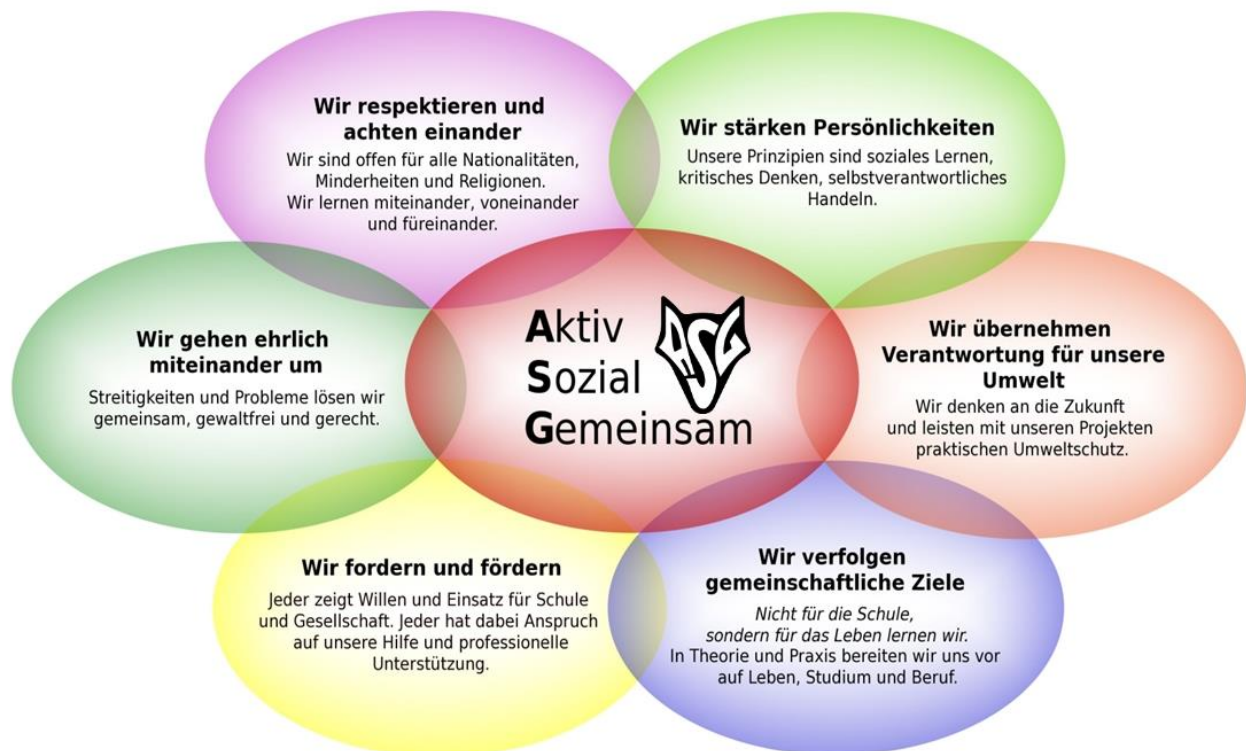 Wir respektieren und
achten einander
Wir sind offen für alle Nationalitäten,
Minderheiten und Religionen.
Wir lernen miteinander, voneinander
und füreinander.
Wir stärken Persönlichkeiten
Unsere Prinzipien sind soziales Lernen,
kritisches Denken, selbstverantwortliches
Handeln.
Wir gehen ehrlich
miteinander um
Streitigkeiten und Probleme lösen wir
gemeinsam, gewaltfrei und gerecht.
Aktiv
Sozial
Gemeinsam
ASG
Wir übernehmen
Verantwortung für unsere
Umwelt
Wir denken an die Zukunft
und leisten mit unseren Projekten
praktischen Umweltschutz.
Wir fordern und fördern
Jeder zeigt Willen und Einsatz für Schule
und Gesellschaft. Jeder hat dabei Anspruch
auf unsere Hilfe und professionelle
Unterstützung.
Wir verfolgen
gemeinschaftliche Ziele
Nicht für die Schule,
sondern für das Leben lernen wir.
In Theorie und Praxis bereiten wir uns vor
auf Leben, Studium und Beruf.